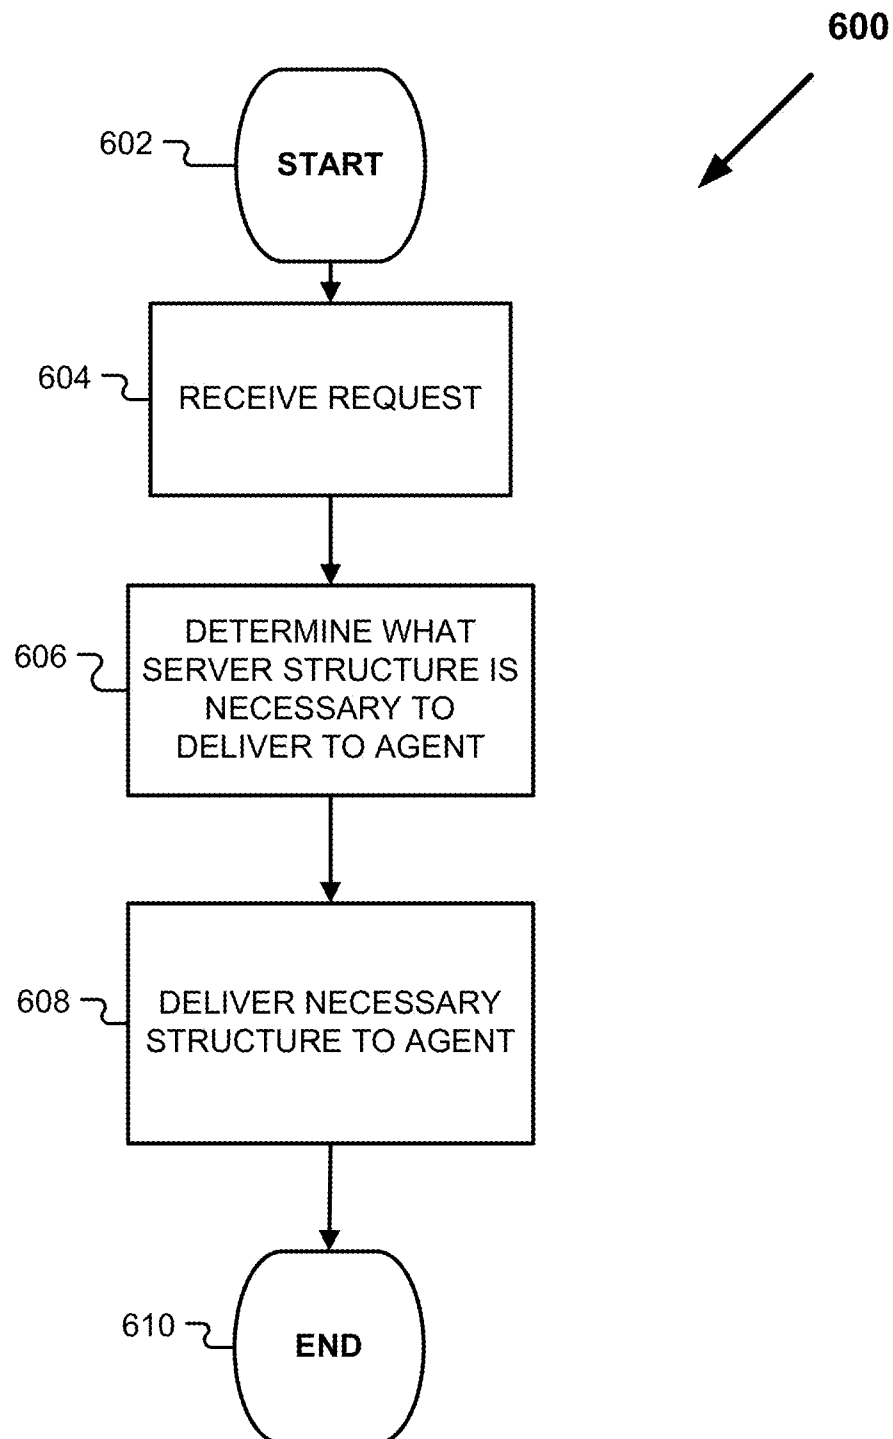 600
602
START
604
RECEIVE REQUEST
606
DETERMINE WHAT
SERVER STRUCTURE IS
NECESSARY TO
DELIVER TO AGENT
608
DELIVER NECESSARY
STRUCTURE TO AGENT
610
END